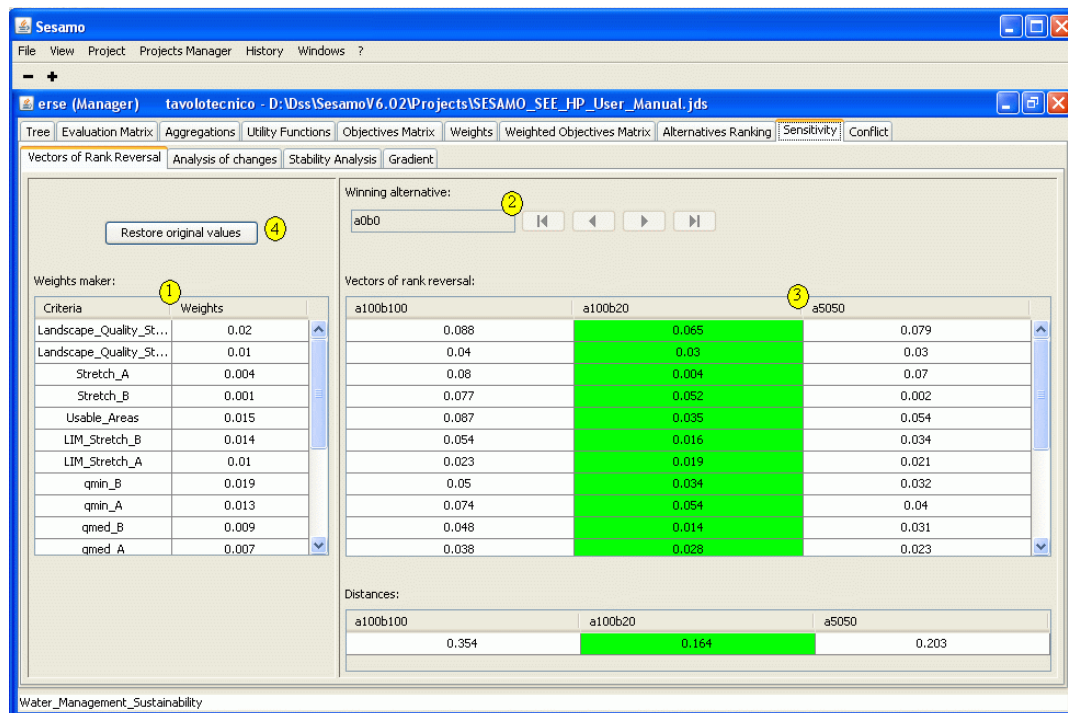 Sesamo
File View Project Projects Manager History Windows ?
- +
erse (Manager) tavolotecnico - D:\Dss\SesamoV6.02\Projects\SESAMO_SEE_HP_User_Manual.jds
Tree Evaluation Matrix Aggregations Utility Functions Objectives Matrix Weights Weighted Objectives Matrix Alternatives Ranking Sensitivity Conflict
Vectors of Rank Reversal Analysis of changes Stability Analysis Gradient
Winning alternative:
a0b0 2
Restore original values 4
Weights maker: 1
Vectors of rank reversal: 3
Criteria Weights a100b100 a100b20 a5050
Landscape_Quality_St... 0.02 0.088 0.065 0.079
Landscape_Quality_St... 0.01 0.04 0.03 0.03
Stretch_A 0.004 0.08 0.004 0.07
Stretch_B 0.001 0.077 0.052 0.002
Usable_Areas 0.015 0.087 0.035 0.054
LIM_Stretch_B 0.014 0.054 0.016 0.034
LIM_Stretch_A 0.01 0.023 0.019 0.021
qmin_B 0.019 0.05 0.034 0.032
qmin_A 0.013 0.074 0.054 0.04
qmed_B 0.009 0.048 0.014 0.031
qmed_A 0.007 0.038 0.028 0.023
Distances:
a100b100 a100b20 a5050
0.354 0.164 0.203
Water_Management_Sustainability